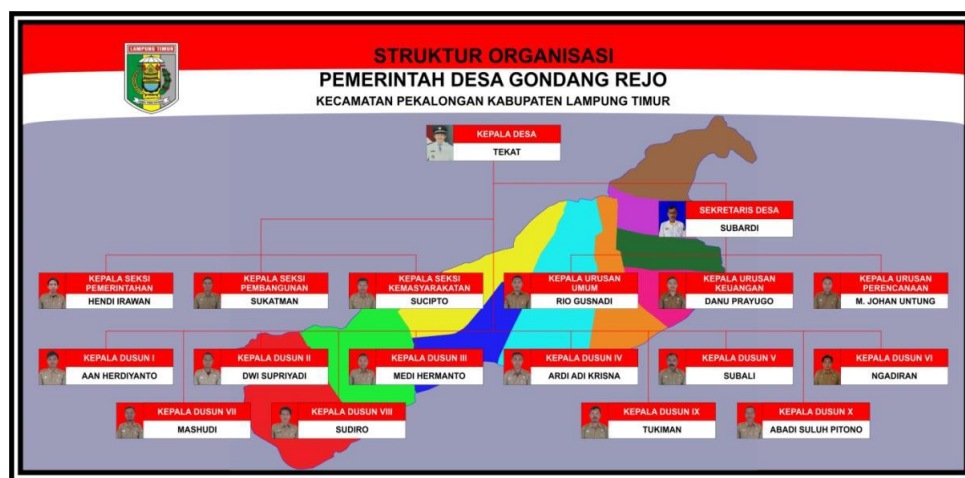 LAMPUNG TIMUR
STRUKTUR ORGANISASI
PEMERINTAH DESA GONDANG REJO
KECAMATAN PEKALONGAN KABUPATEN LAMPUNG TIMUR
KEPALA DESA
TEKAT
SEKRETARIS DESA
SUBARDI
KEPALA SEKSI
PEMERINTAHAN
HENDI IRAWAN
KEPALA SEKSI
PEMBANGUNAN
SUKATMAN
KEPALA SEKSI
KEMASYARAKATAN
SUCIPTO
KEPALA URUSAN
UMUM
RIO GUSNADI
KEPALA URUSAN
KEUANGAN
DANU PRAYUGO
KEPALA URUSAN
PERENCANAAN
M. JOHAN UNTUNG
KEPALA DUSUN I
AAN HERDIYANTO
KEPALA DUSUN II
DWI SUPRIYADI
KEPALA DUSUN III
MEDI HERMANTO
KEPALA DUSUN IV
ARDI ADI KRISNA
KEPALA DUSUN V
SUBALI
KEPALA DUSUN VI
NGADIRAN
KEPALA DUSUN VII
MASHUDI
KEPALA DUSUN VIII
SUDIRO
KEPALA DUSUN IX
TUKIMAN
KEPALA DUSUN X
ABADI SULUH PITONO